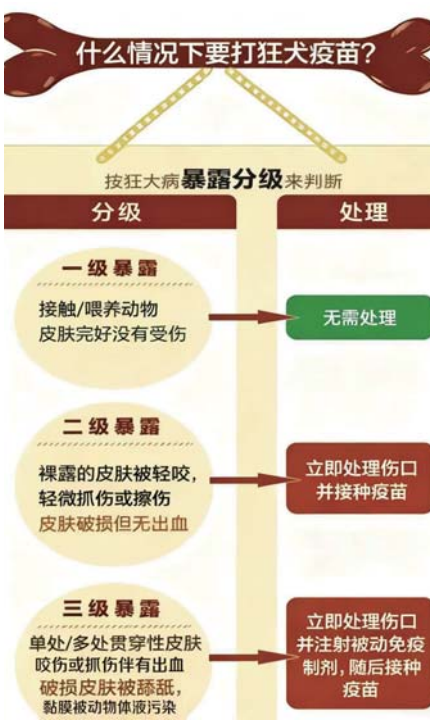 什么情况下要打狂犬疫苗?
按狂大病暴露分级来判断
分级
处理
一级暴露
接触/喂养动物
皮肤完好没有受伤
无需处理
二级暴露
裸露的皮肤被轻咬,
轻微抓伤或擦伤
皮肤破损但无出血
立即处理伤口
并接种疫苗
三级暴露
单处/多处贯穿性皮肤
咬伤或抓伤伴有出血
破损皮肤被舔舐,
黏膜被动物体液污染
立即处理伤口
并注射被动免疫
制剂,随后接种
疫苗